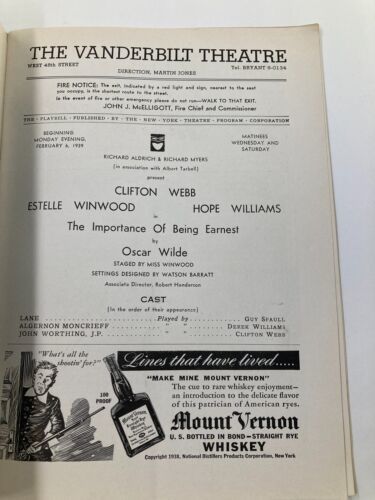 THE VANDERBILT THEATRE
WEST 48th STREET
Tel. BRYANT 9-0134
DIRECTION, MARTIN JONES
FIRE NOTICE: The exit, indicated by a red light and sign, nearest to the seat
you occupy, is the shortest route to the street.
In the event of fire or other emergency please do not run—WALK TO THAT EXIT.
JOHN J. McELLIGOTT, Fire Chief and Commissioner
THE · PLAYBILL · PUBLISHED · BY · THE · NEW · YORK · THEATRE · PROGRAM · CORPORATION
BEGINNING
MONDAY EVENING,
FEBRUARY 6, 1939
MATINEES
WEDNESDAY AND
SATURDAY
RICHARD ALDRICH & RICHARD MYERS
(in association with Albert Tarbell)
present
CLIFTON WEBB
ESTELLE WINWOOD HOPE WILLIAMS
in
The Importance Of Being Earnest
by
Oscar Wilde
STAGED BY MISS WINWOOD
SETTINGS DESIGNED BY WATSON BARRATT
Associate Director, Robert Henderson
CAST
(In the order of their appearance)
LANE Played by GUY SPAULL
ALGERNON MONCRIEFF " " DEREK WILLIAMS
JOHN WORTHING, J.P. " " CLIFTON WEBB
"What's all the
shootin' for?"
100
PROOF
Mount Vernon
Lines that have lived.....
"MAKE MINE MOUNT VERNON"
The cue to rare whiskey enjoyment—
an introduction to the delicate flavor
of this patrician of American ryes.
Mount Vernon
U.S. BOTTLED IN BOND—STRAIGHT RYE
WHISKEY
Copyright 1938, National Distillers Products Corporation, New York